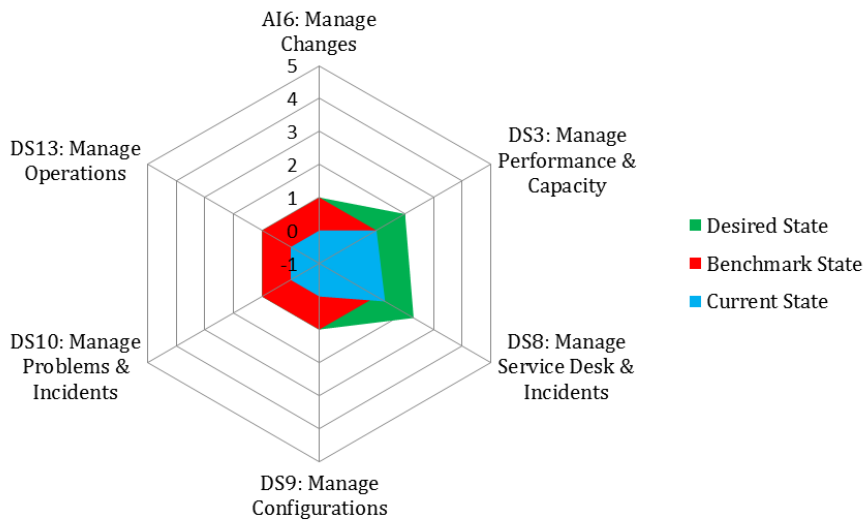 AI6: Manage
Changes
5
4
3
2
1
0
-1
DS13: Manage
Operations
DS3: Manage
Performance &
Capacity
Desired State
Benchmark State
Current State
DS10: Manage
Problems &
Incidents
DS8: Manage
Service Desk &
Incidents
DS9: Manage
Configurations